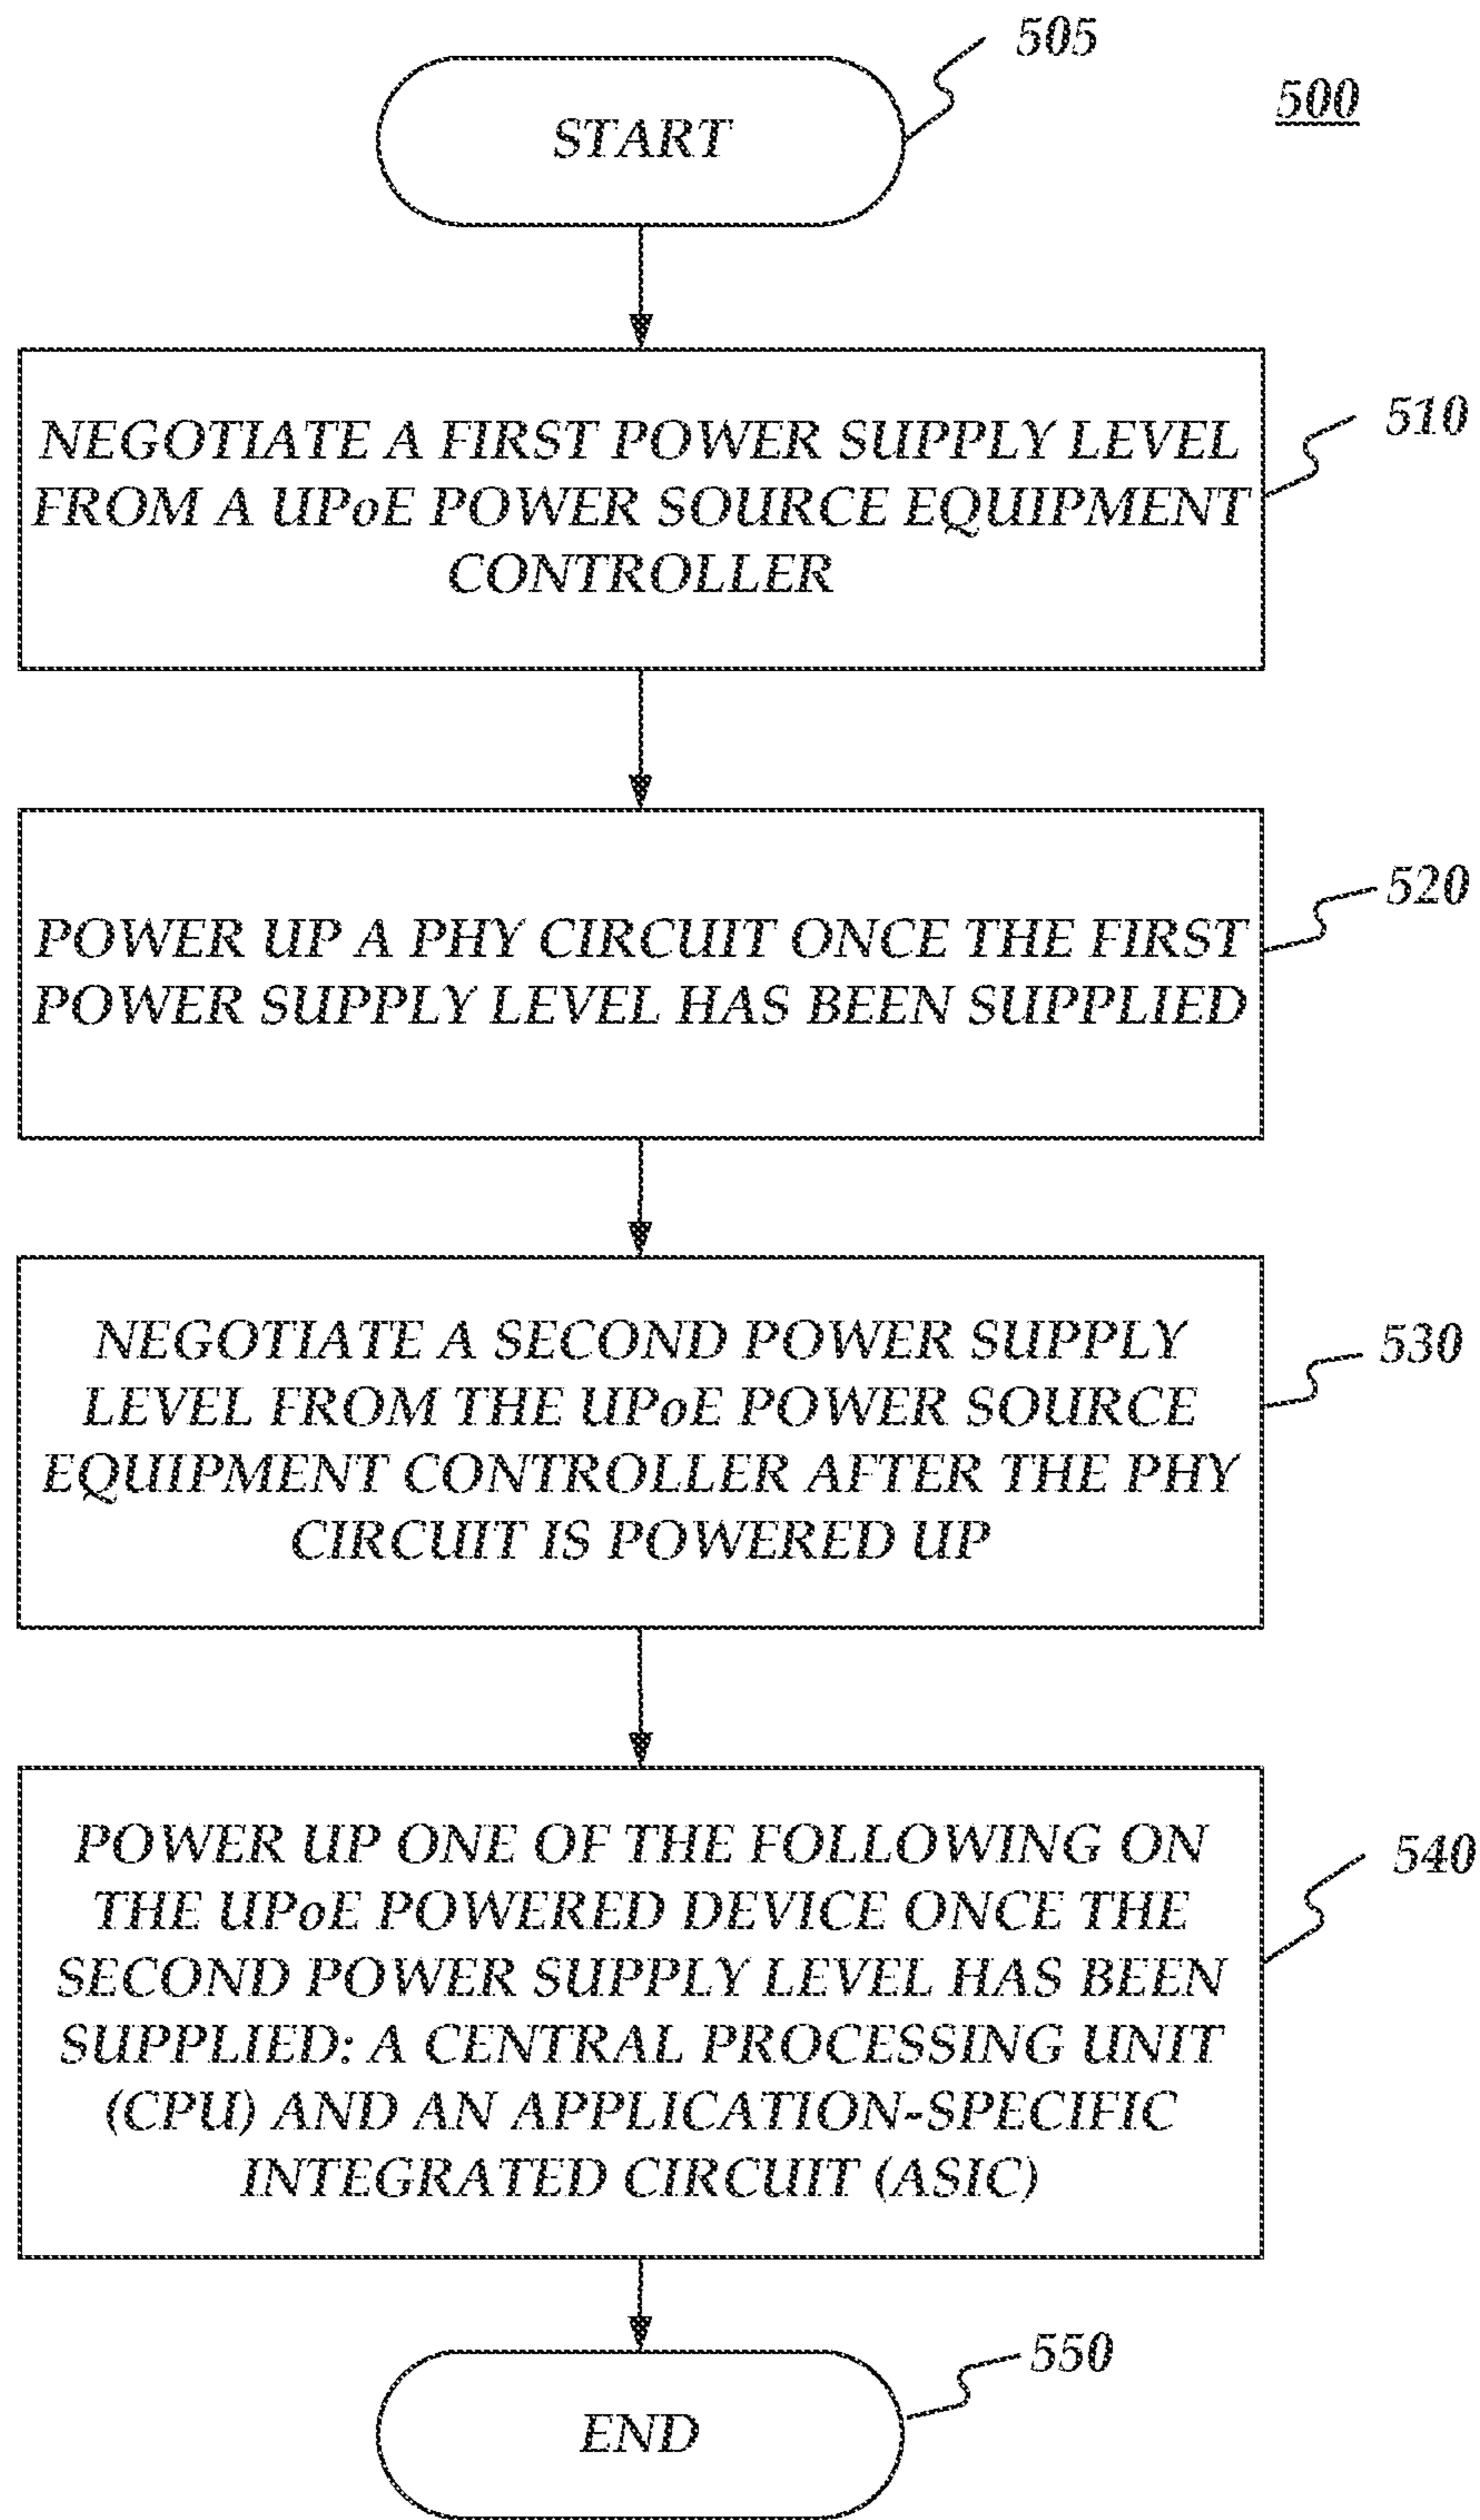 505
500
START
NEGOTIATE A FIRST POWER SUPPLY LEVEL
FROM A UPoE POWER SOURCE EQUIPMENT
CONTROLLER
510
POWER UP A PHY CIRCUIT ONCE THE FIRST
POWER SUPPLY LEVEL HAS BEEN SUPPLIED
520
NEGOTIATE A SECOND POWER SUPPLY
LEVEL FROM THE UPoE POWER SOURCE
EQUIPMENT CONTROLLER AFTER THE PHY
CIRCUIT IS POWERED UP
530
POWER UP ONE OF THE FOLLOWING ON
THE UPoE POWERED DEVICE ONCE THE
SECOND POWER SUPPLY LEVEL HAS BEEN
SUPPLIED: A CENTRAL PROCESSING UNIT
(CPU) AND AN APPLICATION-SPECIFIC
INTEGRATED CIRCUIT (ASIC)
540
550
END